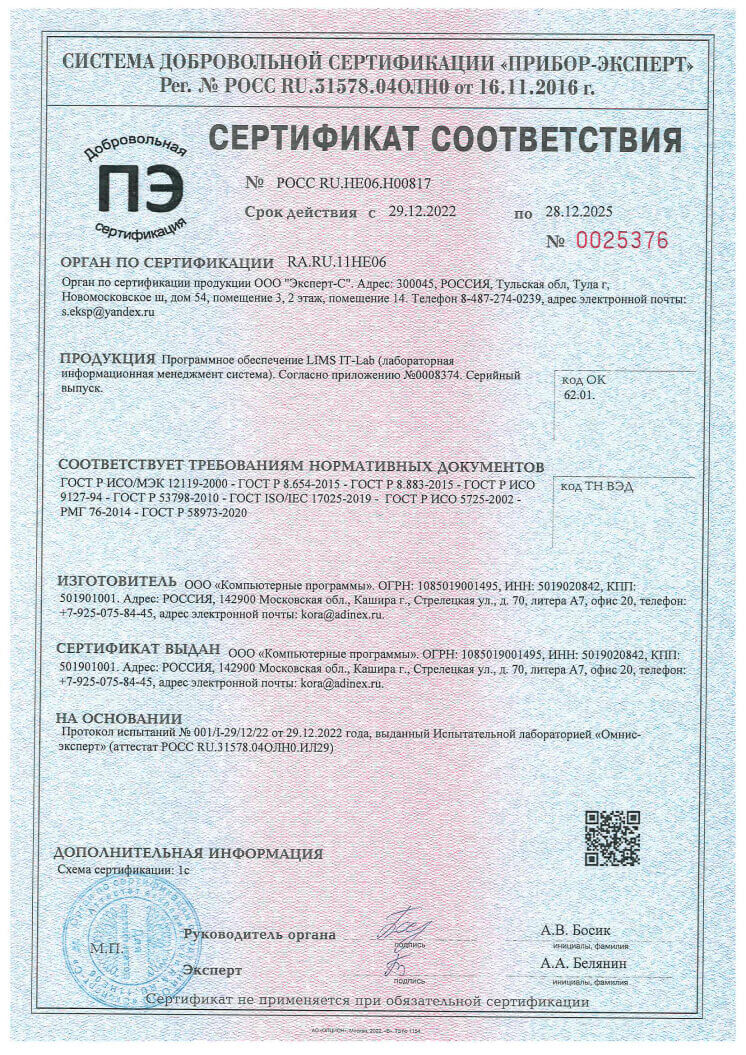 СИСТЕМА ДОБРОВОЛЬНОЙ СЕРТИФИКАЦИИ «ПРИБОР-ЭКСПЕРТ»
Рег. № РОСС RU.31578.04ОЛН0 от 16.11.2016 г.
Добровольная
ПЭ
сертификация
СЕРТИФИКАТ СООТВЕТСТВИЯ
№ РОСС RU.НЕ06.Н00817
Срок действия с 29.12.2022 по 28.12.2025
№ 0025376
ОРГАН ПО СЕРТИФИКАЦИИ RA.RU.11НЕ06
Орган по сертификации продукции ООО "Эксперт-С". Адрес: 300045, РОССИЯ, Тульская обл, Тула г,
Новомосковское ш, дом 54, помещение 3, 2 этаж, помещение 14. Телефон 8-487-274-0239, адрес электронной почты:
s.eksp@yandex.ru
ПРОДУКЦИЯ Программное обеспечение LIMS IT-Lab (лабораторная
информационная менеджмент система). Согласно приложению №0008374. Серийный
выпуск.
код ОК
62.01.
СООТВЕТСТВУЕТ ТРЕБОВАНИЯМ НОРМАТИВНЫХ ДОКУМЕНТОВ
ГОСТ Р ИСО/МЭК 12119-2000 - ГОСТ Р 8.654-2015 - ГОСТ Р 8.883-2015 - ГОСТ Р ИСО
9127-94 - ГОСТ Р 53798-2010 - ГОСТ ISO/IEC 17025-2019 - ГОСТ Р ИСО 5725-2002 -
РМГ 76-2014 - ГОСТ Р 58973-2020
код ТН ВЭД
ИЗГОТОВИТЕЛЬ ООО «Компьютерные программы». ОГРН: 1085019001495, ИНН: 5019020842, КПП:
501901001. Адрес: РОССИЯ, 142900 Московская обл., Кашира г., Стрелецкая ул., д. 70, литера А7, офис 20, телефон:
+7-925-075-84-45, адрес электронной почты: kora@adinex.ru.
СЕРТИФИКАТ ВЫДАН ООО «Компьютерные программы». ОГРН: 1085019001495, ИНН: 5019020842, КПП:
501901001. Адрес: РОССИЯ, 142900 Московская обл., Кашира г., Стрелецкая ул., д. 70, литера А7, офис 20, телефон:
+7-925-075-84-45, адрес электронной почты: kora@adinex.ru.
НА ОСНОВАНИИ
Протокол испытаний № 001/I-29/12/22 от 29.12.2022 года, выданный Испытательной лабораторией «Омнис-
эксперт» (аттестат РОСС RU.31578.04ОЛН0.ИЛ29)
ДОПОЛНИТЕЛЬНАЯ ИНФОРМАЦИЯ
Схема сертификации: 1с
М.П.
Руководитель органа
подпись
А.В. Босик
инициалы, фамилия
Эксперт
подпись
А.А. Белянин
инициалы, фамилия
Сертификат не применяется при обязательной сертификации
АО «ОПЦИОН», Москва, 2022, «В», ТЗ № 1154.